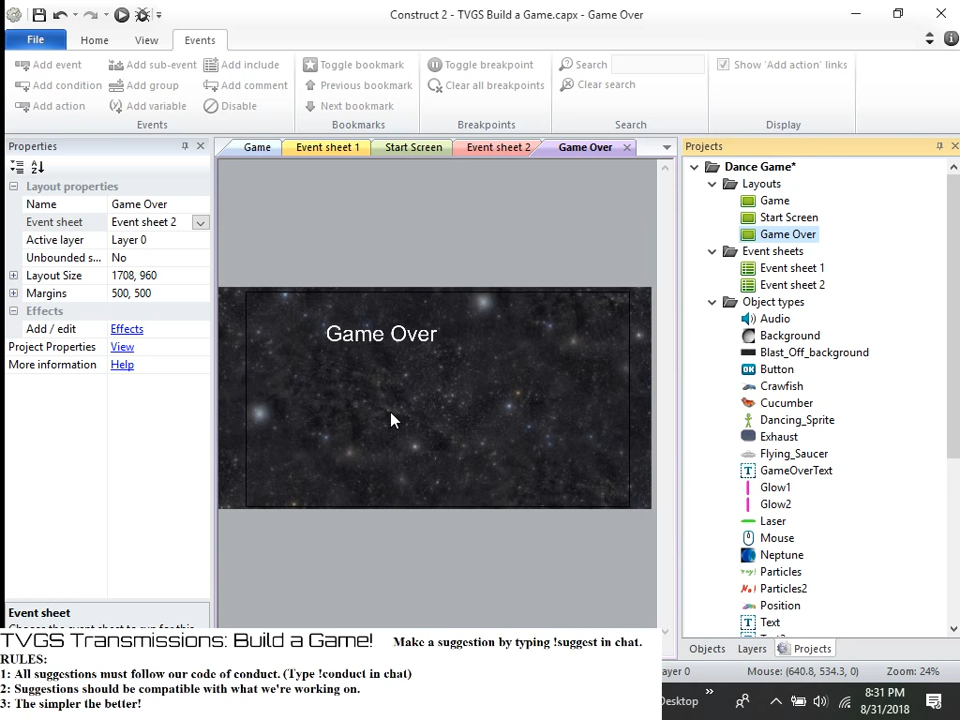 Construct 2 - TVGS Build a Game.capx - Game Over
File Home View Events
Add event Add sub-event Add include Toggle bookmark Toggle breakpoint Search Show 'Add action' links
Add condition Add group Add comment Previous bookmark Clear all breakpoints Clear search
Add action Add variable Disable Next bookmark
Events Bookmarks Breakpoints Search Display
Properties
Game Event sheet 1 Start Screen Event sheet 2 Game Over
Projects
Layout properties
Name Game Over
Event sheet Event sheet 2
Active layer Layer 0
Unbounded s... No
Layout Size 1708, 960
Margins 500, 500
Effects
Add / edit Effects
Project Properties View
More information Help
Game Over
Dance Game*
Layouts
Game
Start Screen
Game Over
Event sheets
Event sheet 1
Event sheet 2
Object types
Audio
Background
Blast_Off_background
Button
Crawfish
Cucumber
Dancing_Sprite
Exhaust
Flying_Saucer
GameOverText
Glow1
Glow2
Laser
Mouse
Neptune
Particles
Particles2
Position
Text
Objects Layers Projects
Event sheet
ayer 0 Mouse: (640.8, 534.3, 0) Zoom: 24%
TVGS Transmissions: Build a Game! Make a suggestion by typing !suggest in chat.
RULES:
1: All suggestions must follow our code of conduct. (Type !conduct in chat)
2: Suggestions should be compatible with what we're working on.
3: The simpler the better!
Desktop
8:31 PM
8/31/2018